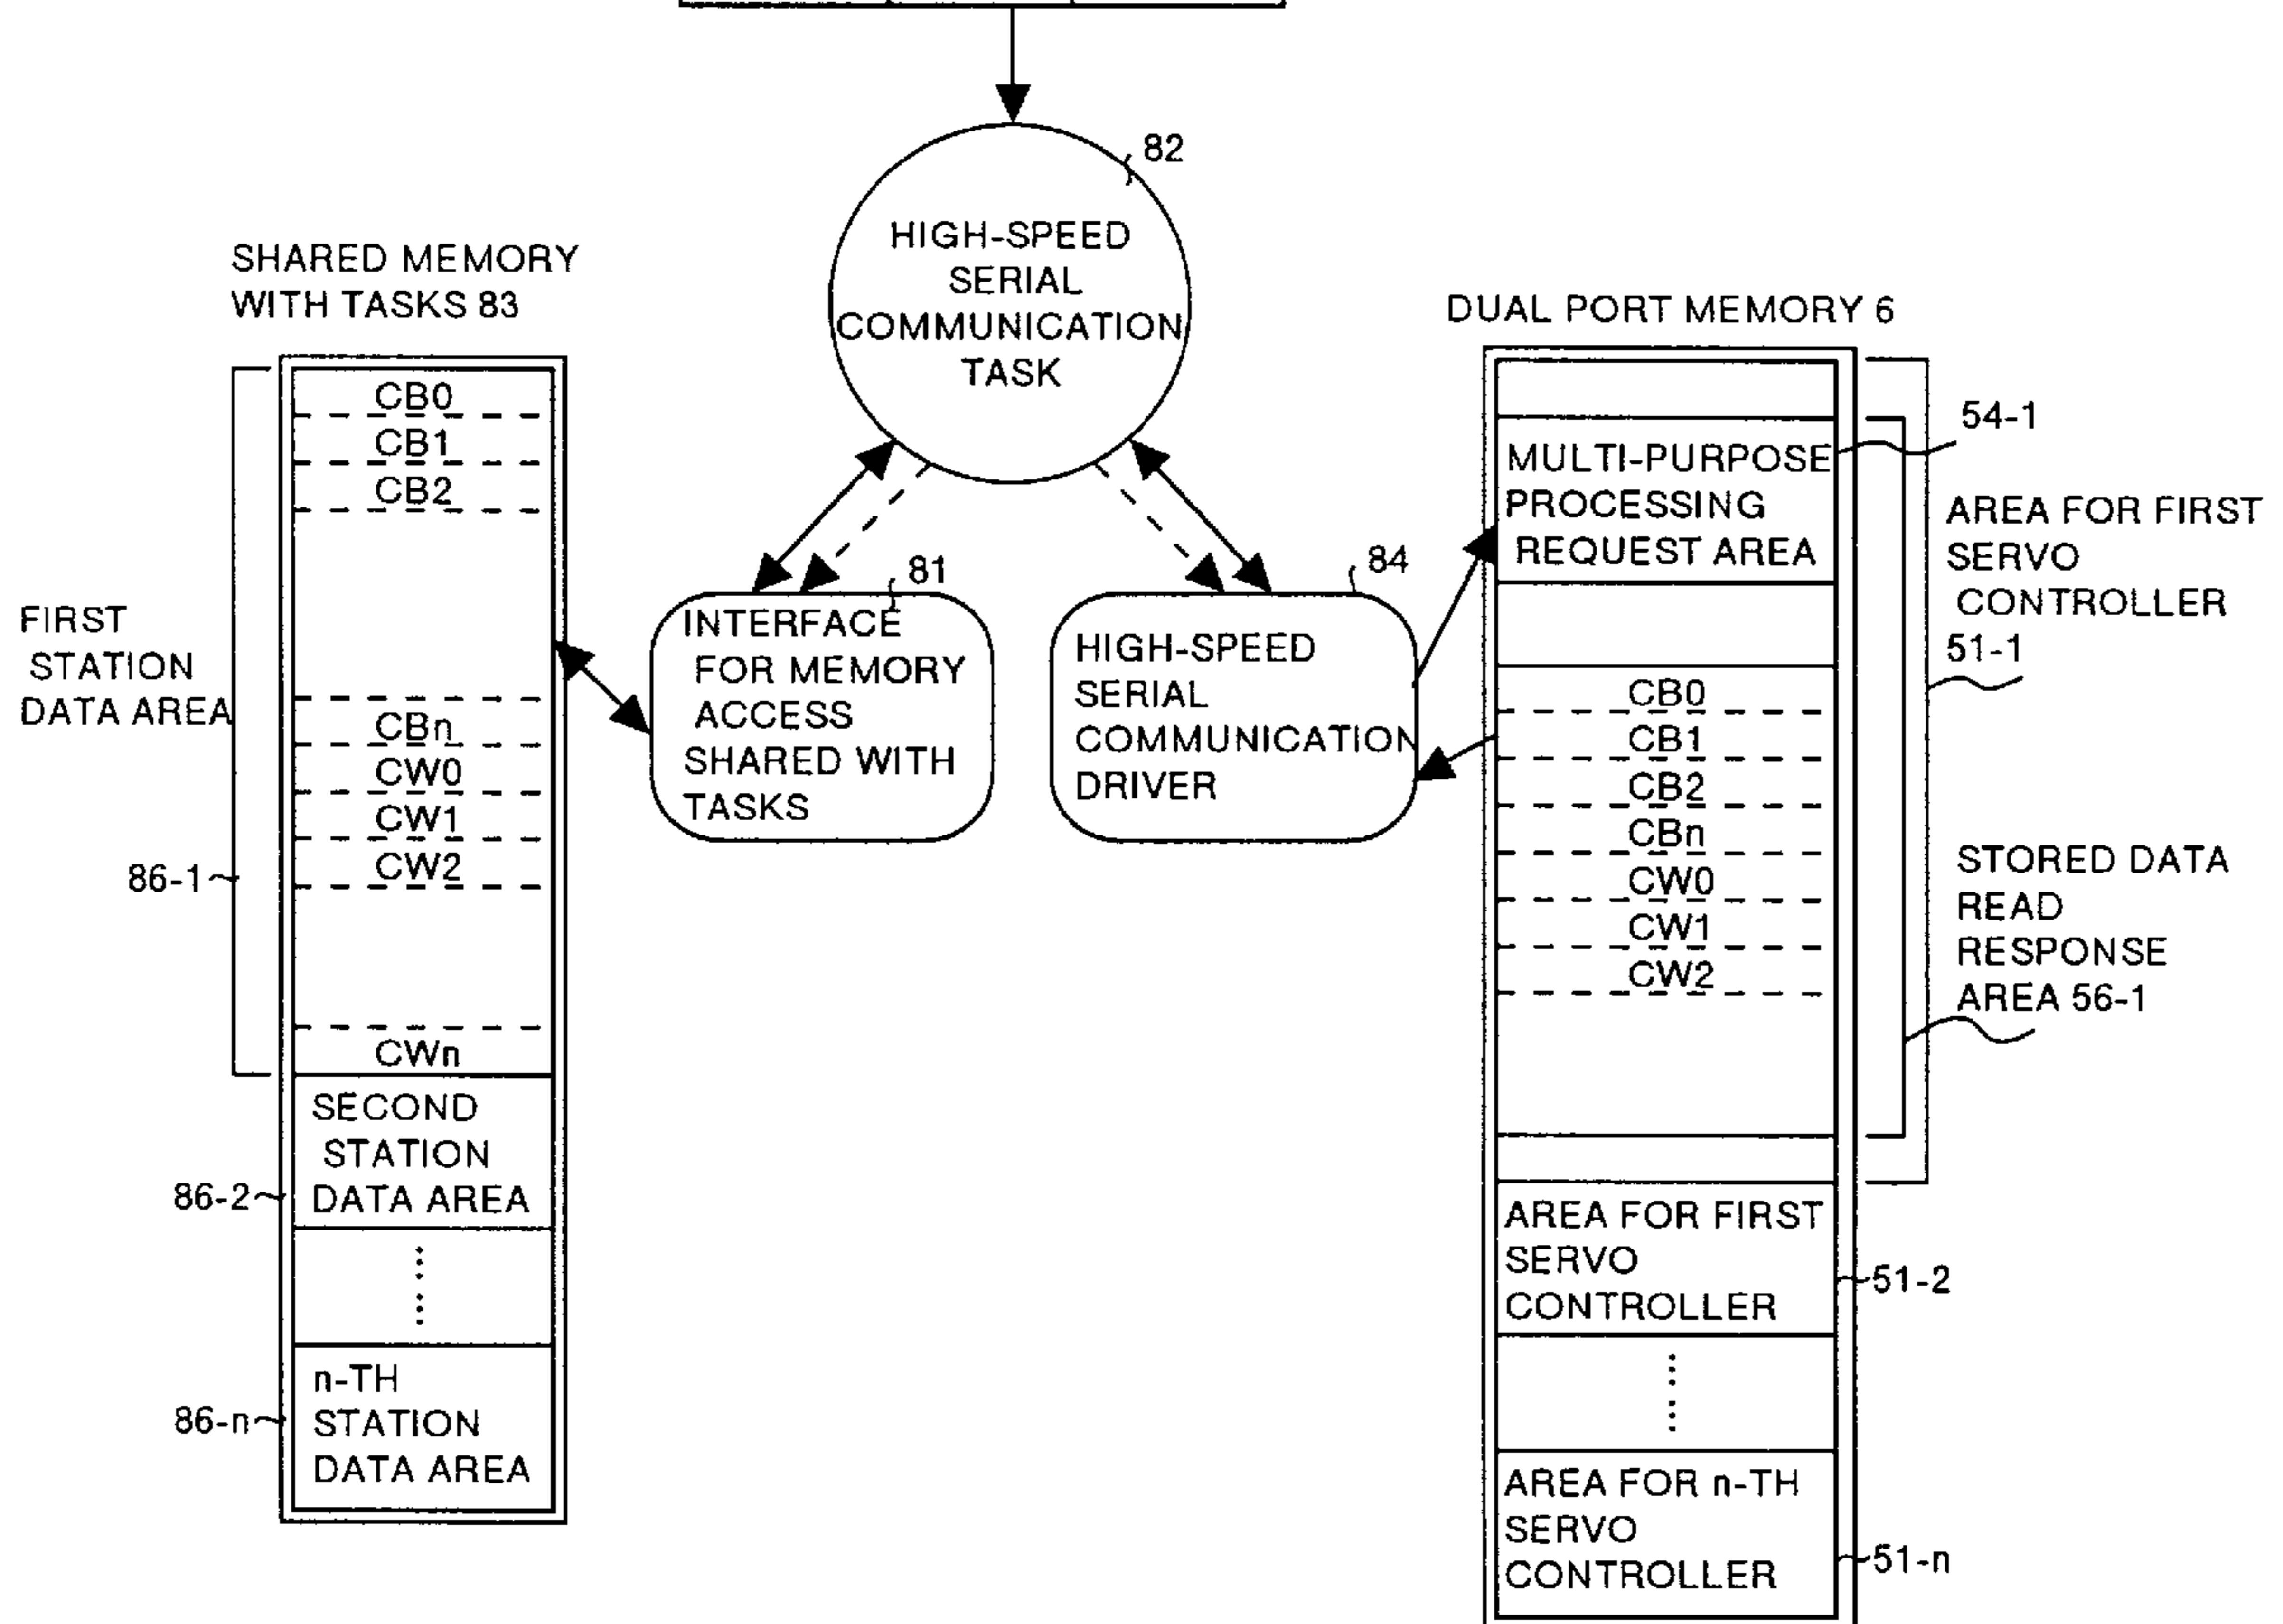 82
HIGH-SPEED
SERIAL
COMMUNICATION
TASK
SHARED MEMORY
WITH TASKS 83
CB0
CB1
CB2
CBn
CW0
CW1
CW2
CWn
FIRST
STATION
DATA AREA
86-1
SECOND
STATION
DATA AREA
86-2
n-TH
STATION
DATA AREA
86-n
81
INTERFACE
FOR MEMORY
ACCESS
SHARED WITH
TASKS
84
HIGH-SPEED
SERIAL
COMMUNICATION
DRIVER
DUAL PORT MEMORY 6
MULTI-PURPOSE
PROCESSING
REQUEST AREA
CB0
CB1
CB2
CBn
CW0
CW1
CW2
54-1
AREA FOR FIRST
SERVO
CONTROLLER
51-1
STORED DATA
READ
RESPONSE
AREA 56-1
AREA FOR FIRST
SERVO
CONTROLLER
51-2
AREA FOR n-TH
SERVO
CONTROLLER
51-n